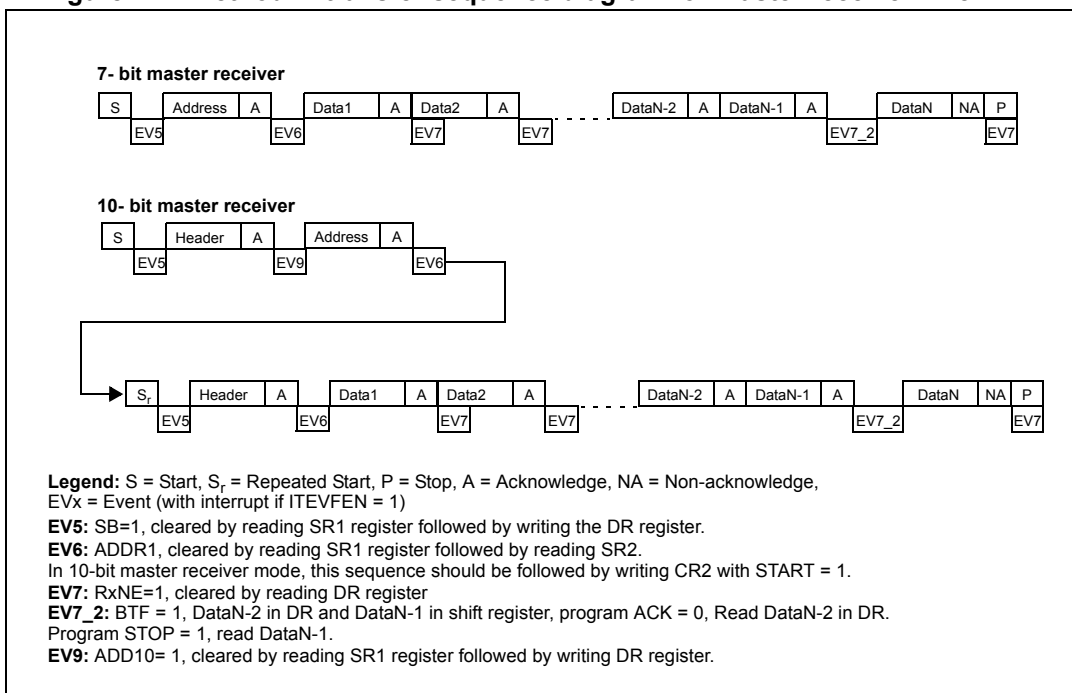 7- bit master receiver
S Address A Data1 A Data2 A DataN-2 A DataN-1 A DataN NA P
EV5 EV6 EV7 EV7 EV7_2 EV7
10- bit master receiver
S Header A Address A
EV5 EV9 EV6
Sr Header A Data1 A Data2 A DataN-2 A DataN-1 A DataN NA P
EV5 EV6 EV7 EV7 EV7_2 EV7
Legend: S = Start, Sr = Repeated Start, P = Stop, A = Acknowledge, NA = Non-acknowledge,
EVx = Event (with interrupt if ITEVFEN = 1)
EV5: SB=1, cleared by reading SR1 register followed by writing the DR register.
EV6: ADDR1, cleared by reading SR1 register followed by reading SR2.
In 10-bit master receiver mode, this sequence should be followed by writing CR2 with START = 1.
EV7: RxNE=1, cleared by reading DR register
EV7_2: BTF = 1, DataN-2 in DR and DataN-1 in shift register, program ACK = 0, Read DataN-2 in DR.
Program STOP = 1, read DataN-1.
EV9: ADD10= 1, cleared by reading SR1 register followed by writing DR register.